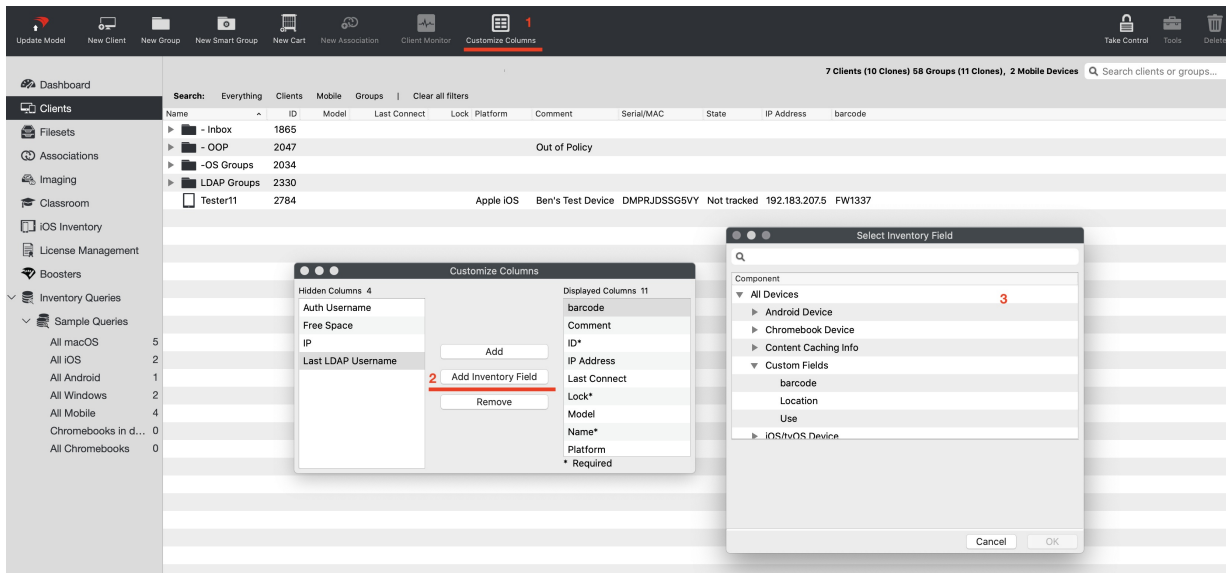 1
Update Model New Client New Group New Smart Group New Cart New Association Client Monitor Customize Columns Take Control Tools Delete
7 Clients (10 Clones) 58 Groups (11 Clones), 2 Mobile Devices Search clients or groups...
Dashboard
Clients
Filesets
Associations
Imaging
Classroom
iOS Inventory
License Management
Boosters
Inventory Queries
Sample Queries
All macOS 5
All iOS 2
All Android 1
All Windows 2
All Mobile 4
Chromebooks in d... 0
All Chromebooks 0
Search: Everything Clients Mobile Groups | Clear all filters
Name ID Model Last Connect Lock Platform Comment Serial/MAC State IP Address barcode
- Inbox 1865
- OOP 2047 Out of Policy
-OS Groups 2034
LDAP Groups 2330
Tester11 2784 Apple iOS Ben's Test Device DMPRJDSSG5VY Not tracked 192.183.207.5 FW1337
Customize Columns
Hidden Columns 4
Auth Username
Free Space
IP
Last LDAP Username
Add
2 Add Inventory Field
Remove
Displayed Columns 11
barcode
Comment
ID*
IP Address
Last Connect
Lock*
Model
Name*
Platform
* Required
Select Inventory Field
Component
All Devices
3
Android Device
Chromebook Device
Content Caching Info
Custom Fields
barcode
Location
Use
iOS/tvOS Device
Cancel OK